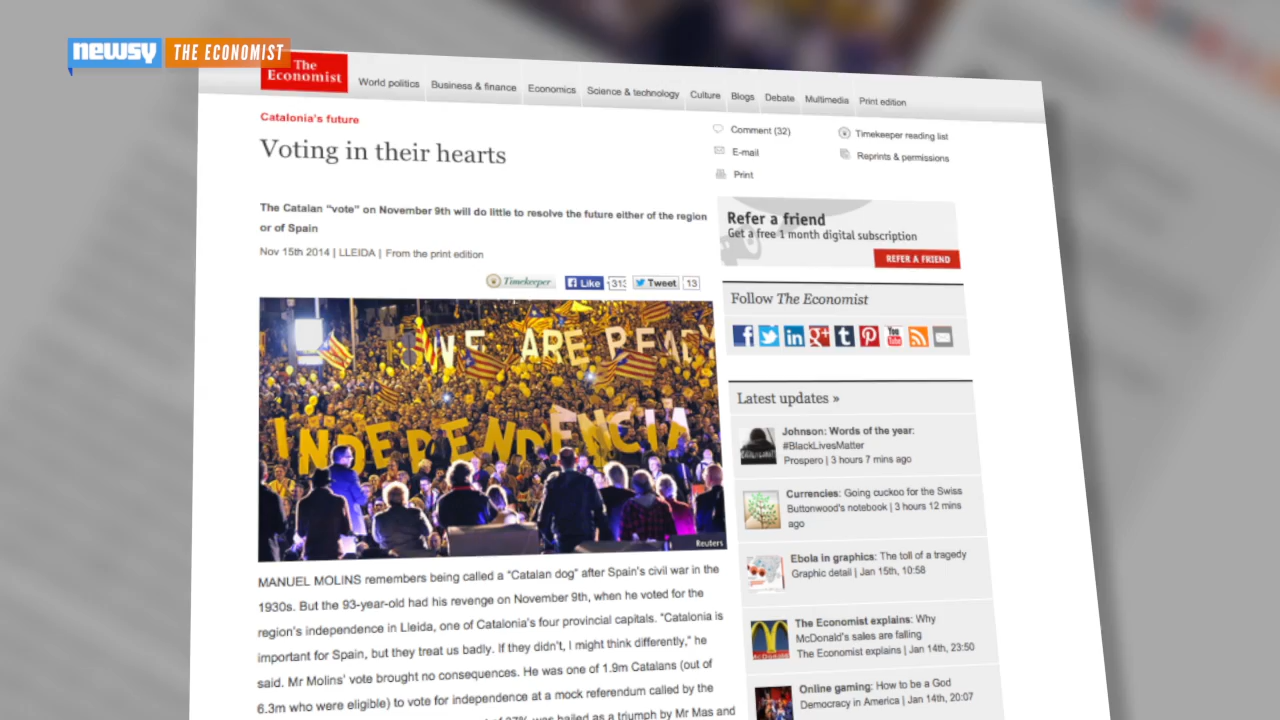 newsy THE ECONOMIST
The
Economist
World politics
Business & finance
Economics
Science & technology
Culture
Blogs
Debate
Multimedia
Print edition
Catalonia's future
Voting in their hearts
The Catalan “vote” on November 9th will do little to resolve the future either of the region
or of Spain
Nov 15th 2014 | LLEIDA | From the print edition
Timekeeper
Like
Tweet 13
WE ARE READY
INDEPENDÈNCIA
Reuters
MANUEL MOLINS remembers being called a “Catalan dog” after Spain's civil war in the
1930s. But the 93-year-old had his revenge on November 9th, when he voted for the
region's independence in Lleida, one of Catalonia's four provincial capitals. “Catalonia is
important for Spain, but they treat us badly. If they didn't, I might think differently,” he
said. Mr Molins' vote brought no consequences. He was one of 1.9m Catalans (out of
6.3m who were eligible) to vote for independence at a mock referendum called by the
was hailed as a triumph by Mr Mas and
Comment (32)
E-mail
Print
Timekeeper reading list
Reprints & permissions
Refer a friend
Get a free 1 month digital subscription
REFER A FRIEND
Follow The Economist
You
Latest updates »
Johnson: Words of the year:
#BlackLivesMatter
Prospero | 3 hours 7 mins ago
Currencies: Going cuckoo for the Swiss
Buttonwood's notebook | 3 hours 12 mins
ago
Ebola in graphics: The toll of a tragedy
Graphic detail | Jan 15th, 10:58
The Economist explains: Why
McDonald's sales are falling
The Economist explains | Jan 14th, 23:50
Online gaming: How to be a God
Democracy in America | Jan 14th, 20:07